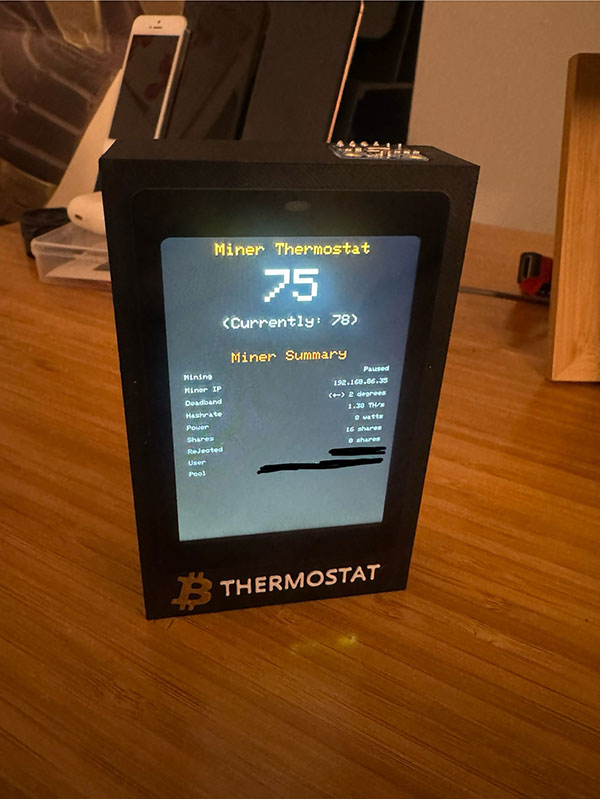 Miner Thermostat
75
(Currently: 78)
Miner Summary
Mining Paused
Miner IP 192.168.86.35
Deadband (+-) 2 degrees
Hashrate 1.30 TH/s
Power 0 watts
Shares 16 shares
Rejected 0 shares
User
Pool
THERMOSTAT